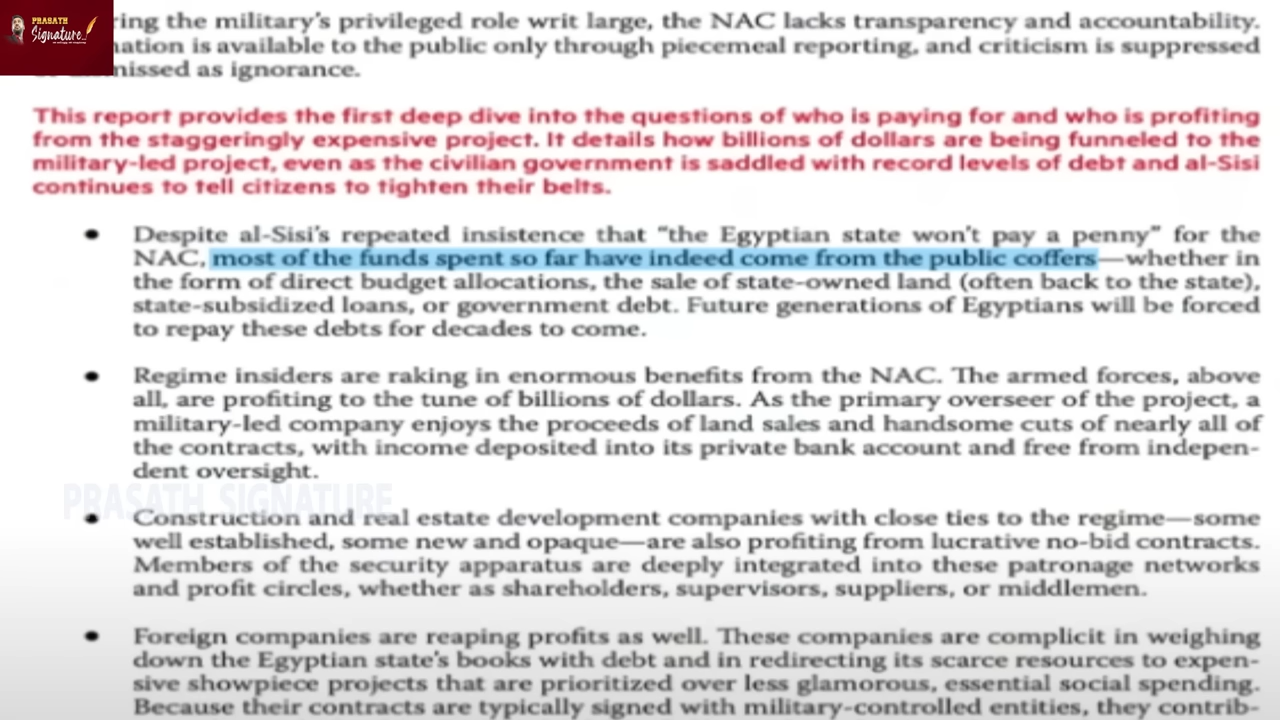 PRASATH
Signature
ring the military's privileged role writ large, the NAC lacks transparency and accountability.
nation is available to the public only through piecemeal reporting, and criticism is suppressed
missed as ignorance.
This report provides the first deep dive into the questions of who is paying for and who is profiting
from the staggeringly expensive project. It details how billions of dollars are being funneled to the
military-led project, even as the civilian government is saddled with record levels of debt and al-Sisi
continues to tell citizens to tighten their belts.
● Despite al-Sisi's repeated insistence that “the Egyptian state won't pay a penny” for the
NAC, most of the funds spent so far have indeed come from the public coffers—whether in
the form of direct budget allocations, the sale of state-owned land (often back to the state),
state-subsidized loans, or government debt. Future generations of Egyptians will be forced
to repay these debts for decades to come.
● Regime insiders are raking in enormous benefits from the NAC. The armed forces, above
all, are profiting to the tune of billions of dollars. As the primary overseer of the project, a
military-led company enjoys the proceeds of land sales and handsome cuts of nearly all of
the contracts, with income deposited into its private bank account and free from indepen-
dent oversight.
PRASATH SIGNATURE
● Construction and real estate development companies with close ties to the regime—some
well established, some new and opaque—are also profiting from lucrative no-bid contracts.
Members of the security apparatus are deeply integrated into these patronage networks
and profit circles, whether as shareholders, supervisors, suppliers, or middlemen.
● Foreign companies are reaping profits as well. These companies are complicit in weighing
down the Egyptian state's books with debt and in redirecting its scarce resources to expen-
sive showpiece projects that are prioritized over less glamorous, essential social spending.
Because their contracts are typically signed with military-controlled entities, they contrib-